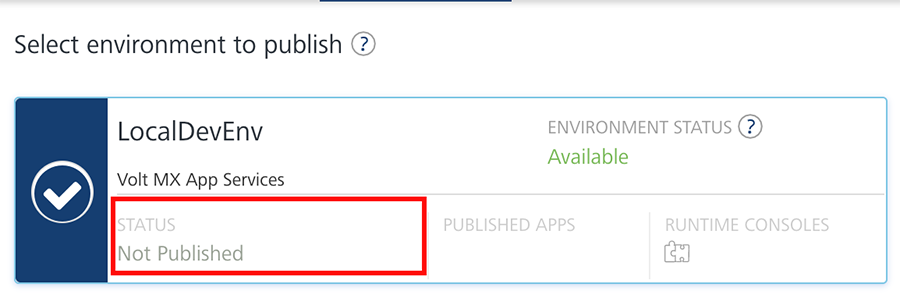 Select environment to publish ?
LocalDevEnv
ENVIRONMENT STATUS ?
Available
Volt MX App Services
STATUS
Not Published
PUBLISHED APPS
RUNTIME CONSOLES